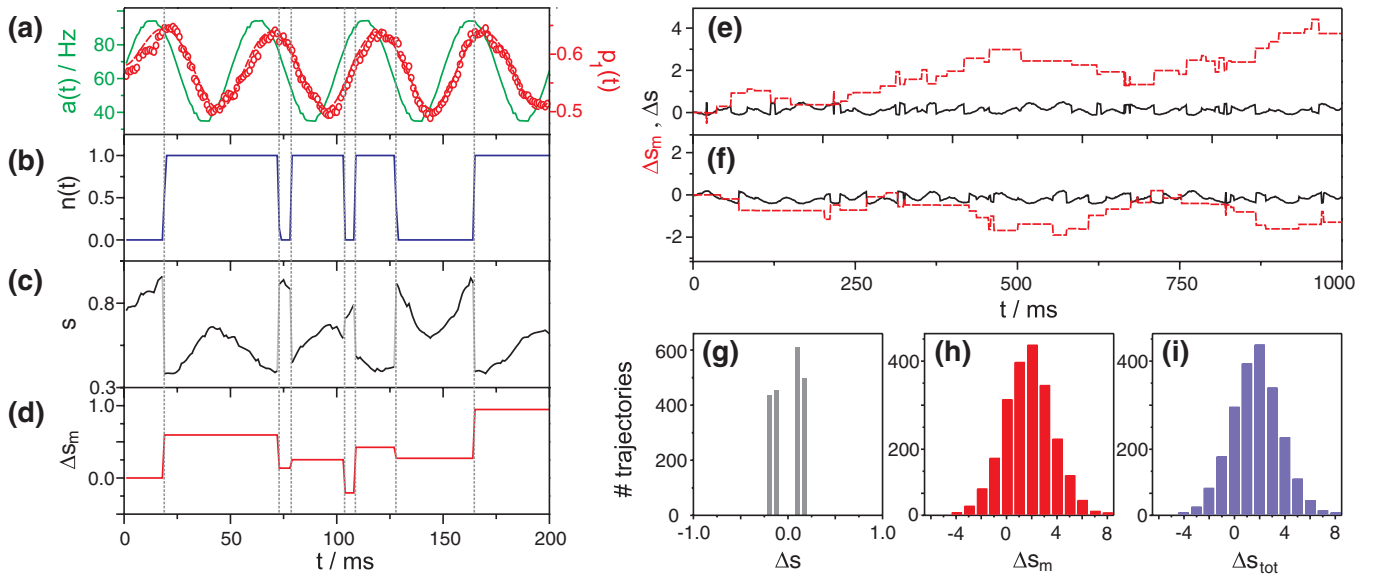 (a)
a(t) / Hz
80
60
40
0.6
0.5
p1(t)
(b)
n(t)
1.0
0.5
0.0
(c)
s
0.8
0.3
(d)
Δsm
1.0
0.0
0 50 100 150 200
t / ms
(e)
4
2
0
Δsm , Δs
(f)
2
0
-2
0 250 500 750 1000
t / ms
(g)
# trajectories
600
400
200
0
-1.0 0.0 1.0
Δs
(h)
400
200
0
-4 0 4 8
Δsm
(i)
400
200
0
-4 0 4 8
Δstot